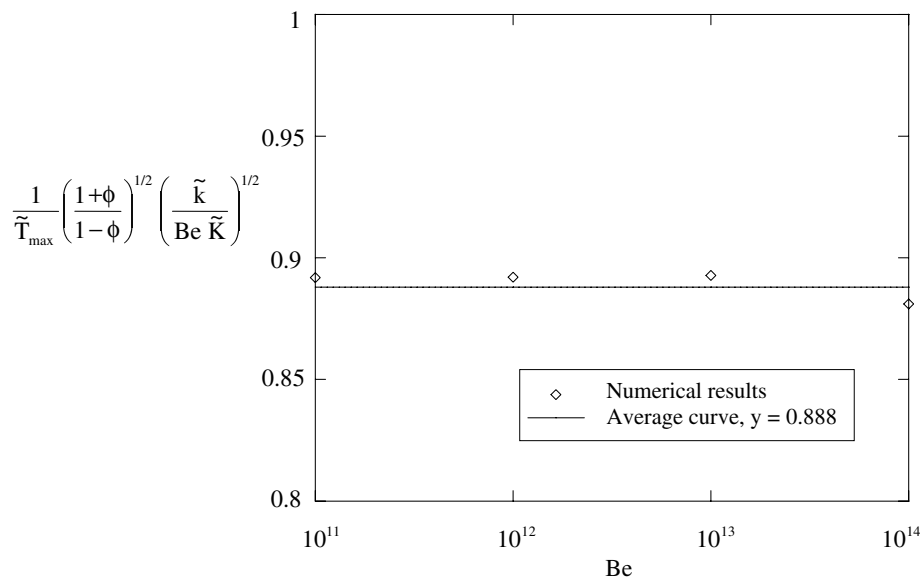 1
0.95
0.9
0.85
0.8
1/T̃max ((1+ϕ)/(1−ϕ))^1/2 (k̃/(Be K̃))^1/2
Numerical results
Average curve, y = 0.888
10^11 10^12 10^13 10^14
Be